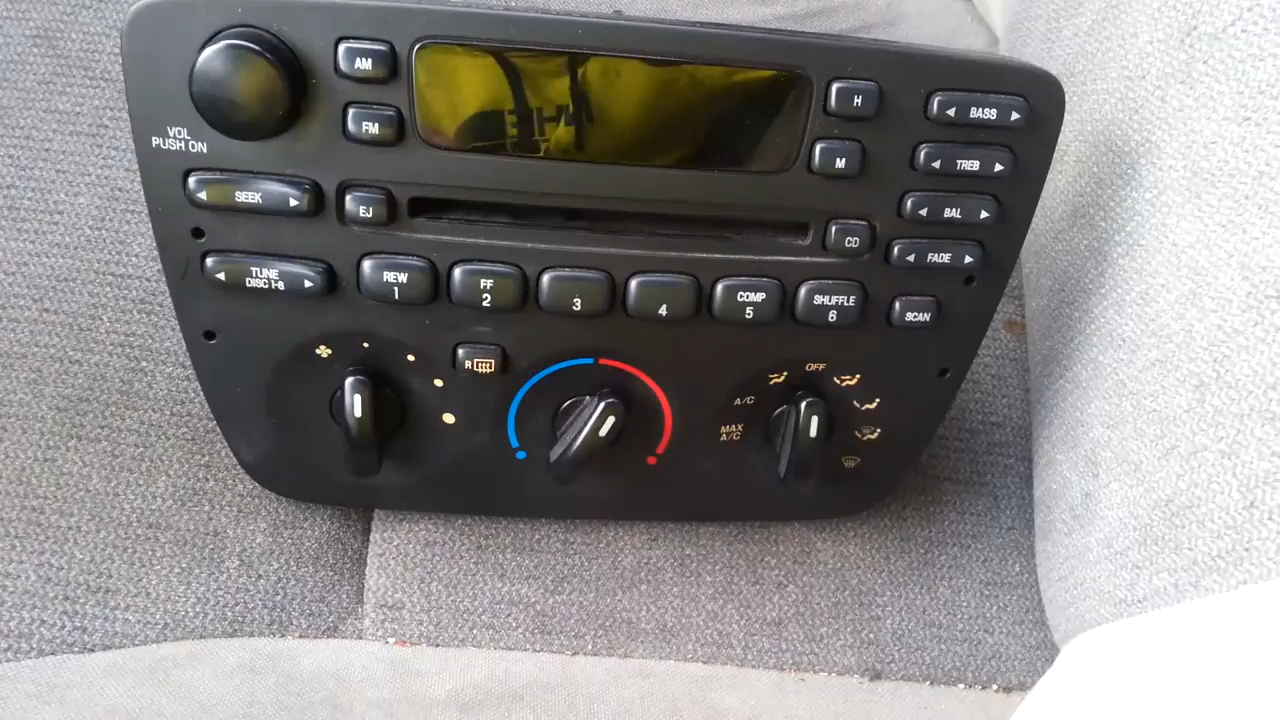 AM
H
BASS
VOL
PUSH ON
FM
M
TREB
SEEK
EJ
BAL
CD
FADE
TUNE
DISC 1-6
REW
1
FF
2
3
4
COMP
5
SHUFFLE
6
SCAN
R
OFF
A/C
MAX
A/C